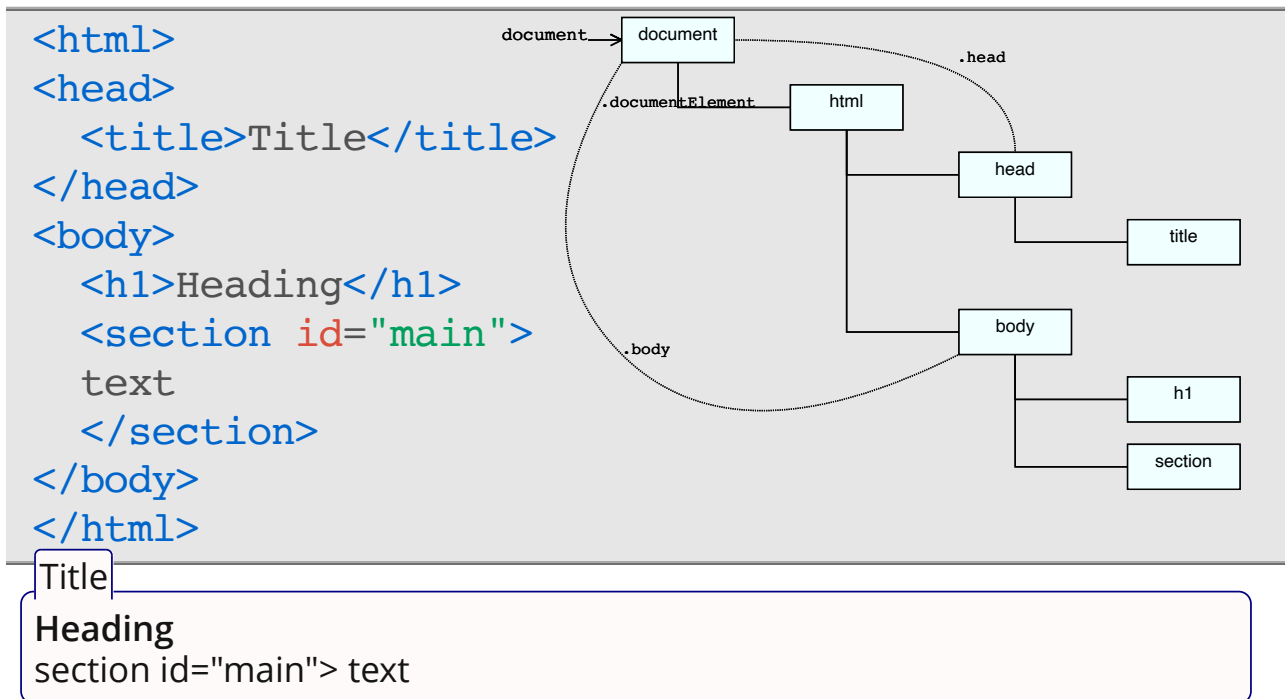 <html>
<head>
  <title>Title</title>
</head>
<body>
  <h1>Heading</h1>
  <section id="main">
  text
  </section>
</body>
</html>
document
document
.head
.documentElement
html
head
title
.body
body
h1
section
Title
Heading
section id="main"> text